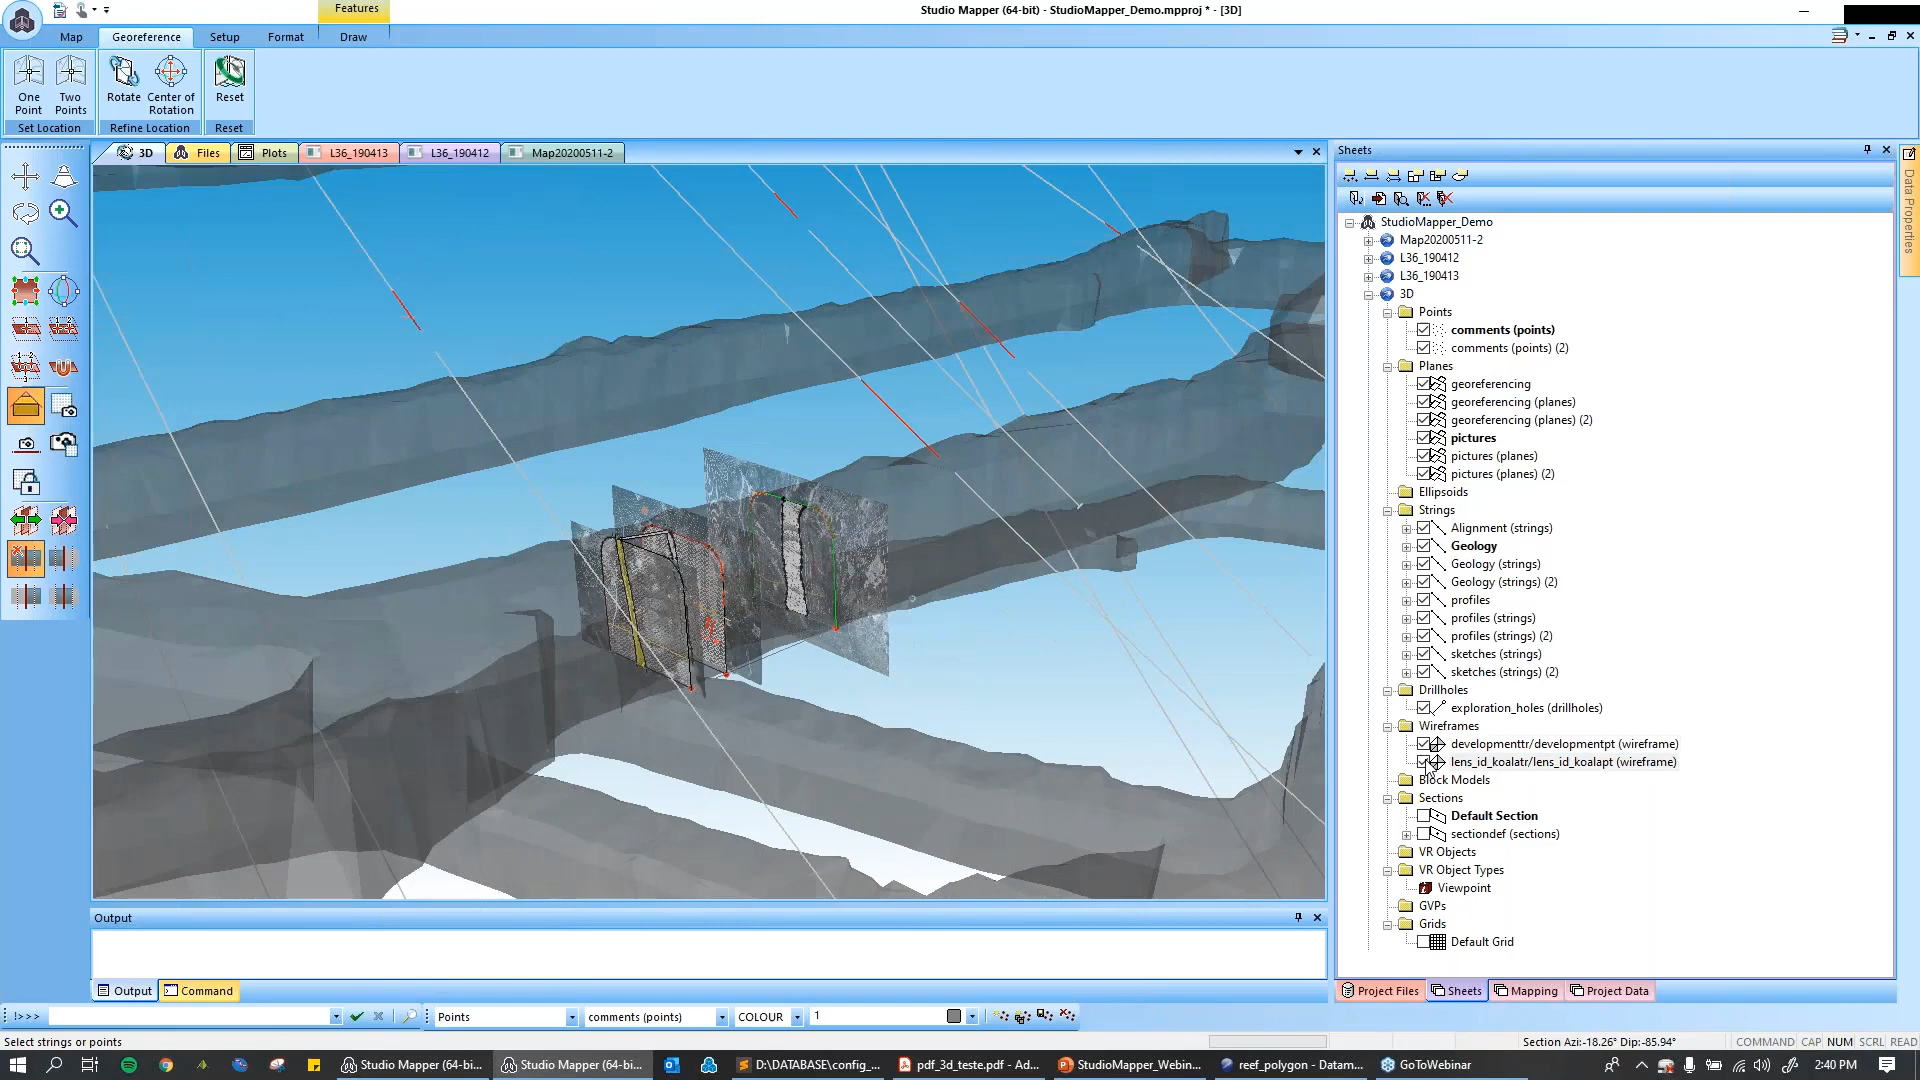 Features
Studio Mapper (64-bit) - StudioMapper_Demo.mpproj * - [3D]
Map
Georeference
Setup
Format
Draw
One Point
Two Points
Rotate
Center of Rotation
Reset
Set Location
Refine Location
Reset
3D
Files
Plots
L36_190413
L36_190412
Map20200511-2
Sheets
Data Properties
StudioMapper_Demo
Map20200511-2
L36_190412
L36_190413
3D
Points
comments (points)
comments (points) (2)
Planes
georeferencing
georeferencing (planes)
georeferencing (planes) (2)
pictures
pictures (planes)
pictures (planes) (2)
Ellipsoids
Strings
Alignment (strings)
Geology
Geology (strings)
Geology (strings) (2)
profiles
profiles (strings)
profiles (strings) (2)
sketches (strings)
sketches (strings) (2)
Drillholes
exploration_holes (drillholes)
Wireframes
developmenttr/developmentpt (wireframe)
lens_id_koalatr/lens_id_koalapt (wireframe)
Block Models
Sections
Default Section
sectiondef (sections)
VR Objects
VR Object Types
Viewpoint
GVPs
Grids
Default Grid
Output
Output
Command
Project Files
Sheets
Mapping
Project Data
!>>>
Points
comments (points)
COLOUR
1
Select strings or points
Section Azi:-18.26° Dip:-85.94°
COMMAND
CAP
NUM
SCRL
READ
Studio Mapper (64-bi...
Studio Mapper (64-bi...
D:\DATABASE\config_...
pdf_3d_teste.pdf - Ad...
StudioMapper_Webin...
reef_polygon - Datam...
GoToWebinar
2:40 PM